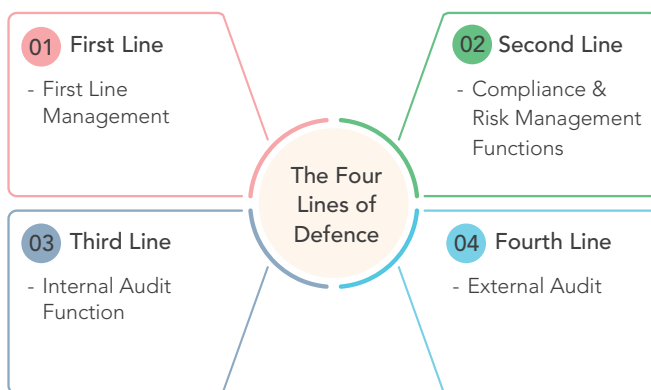 01 First Line
- First Line
Management
02 Second Line
- Compliance &
Risk Management
Functions
The Four
Lines of
Defence
03 Third Line
- Internal Audit
Function
04 Fourth Line
- External Audit